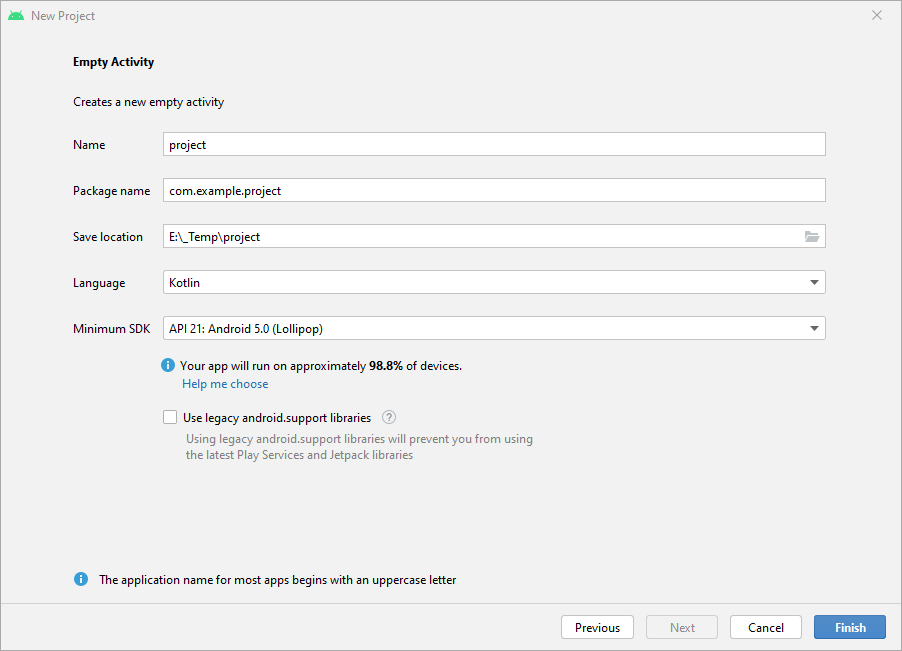 New Project
Empty Activity
Creates a new empty activity
Name project
Package name com.example.project
Save location E:\_Temp\project
Language Kotlin
Minimum SDK API 21: Android 5.0 (Lollipop)
Your app will run on approximately 98.8% of devices.
Help me choose
Use legacy android.support libraries ?
Using legacy android.support libraries will prevent you from using
the latest Play Services and Jetpack libraries
The application name for most apps begins with an uppercase letter
Previous Next Cancel Finish